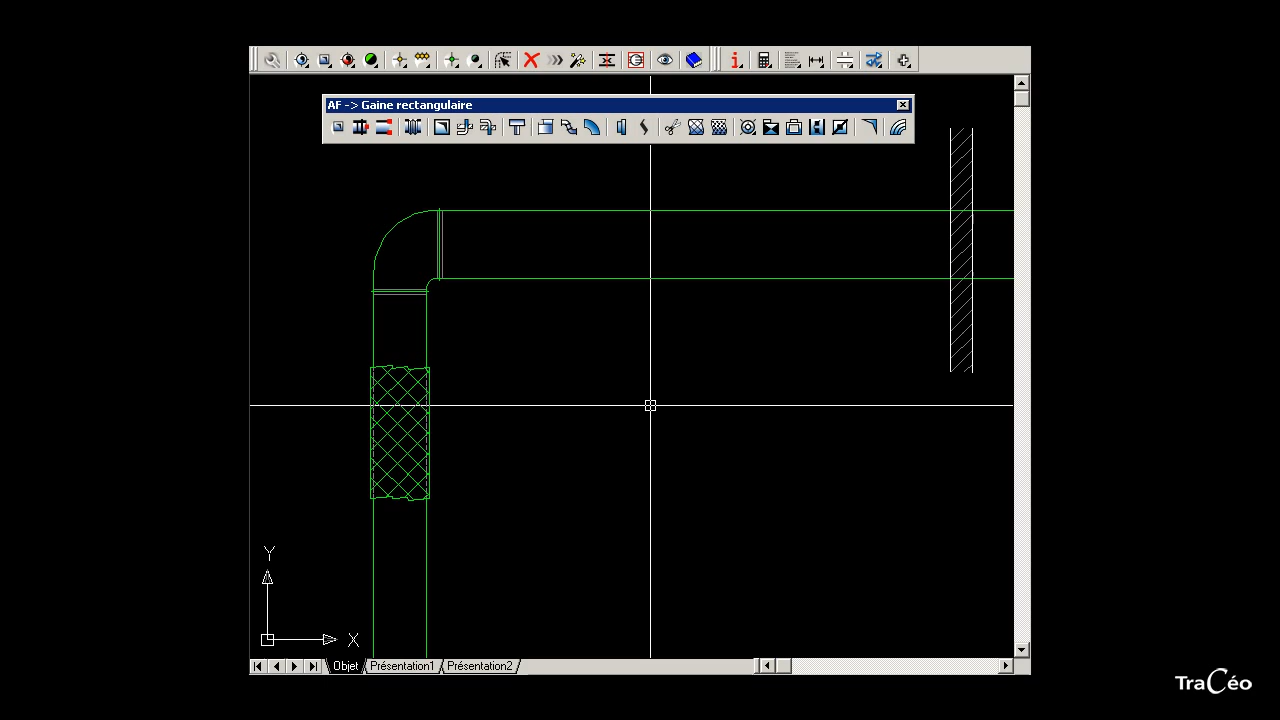 AF -> Gaine rectangulaire
Y
X
Objet Présentation1 Présentation2
TraCéo